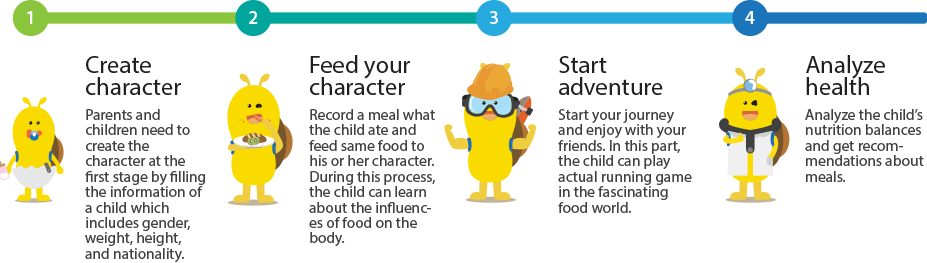 1
2
3
4
Create
character
Parents and
children need to
create the
character at the
first stage by filling
the information of
a child which
includes gender,
weight, height,
and nationality.
Feed your
character
Record a meal what
the child ate and
feed same food to
his or her character.
During this process,
the child can learn
about the influenc-
es of food on the
body.
Start
adventure
Start your journey
and enjoy with your
friends. In this part,
the child can play
actual running game
in the fascinating
food world.
Analyze
health
Analyze the child’s
nutrition balances
and get recom-
mendations about
meals.